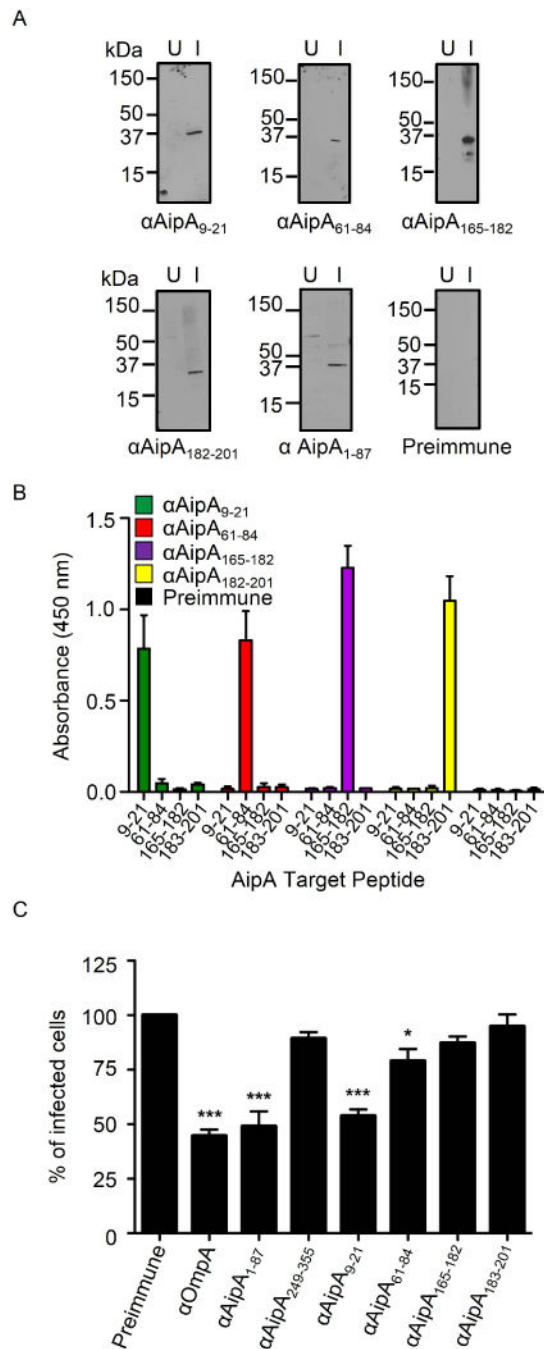 A
kDa U I U I U I
150 150 150
50 50 50
37 37 37
15 15 15
αAipA9-21 αAipA61-84 αAipA165-182
kDa U I U I U I
150 150 150
50 50 50
37 37 37
15 15 15
αAipA182-201 α AipA1-87 Preimmune
B
αAipA9-21
αAipA61-84
αAipA165-182
αAipA182-201
Preimmune
Absorbance (450 nm)
1.5
1.0
0.5
0.0
9-21 61-84 165-182 183-201 9-21 61-84 165-182 183-201 9-21 61-84 165-182 183-201 9-21 61-84 165-182 183-201 9-21 61-84 165-182 183-201
AipA Target Peptide
C
% of infected cells
125
100
75
50
25
0
*** *** *** *
Preimmune αOmpA αAipA1-87 αAipA249-355 αAipA9-21 αAipA61-84 αAipA165-182 αAipA183-201